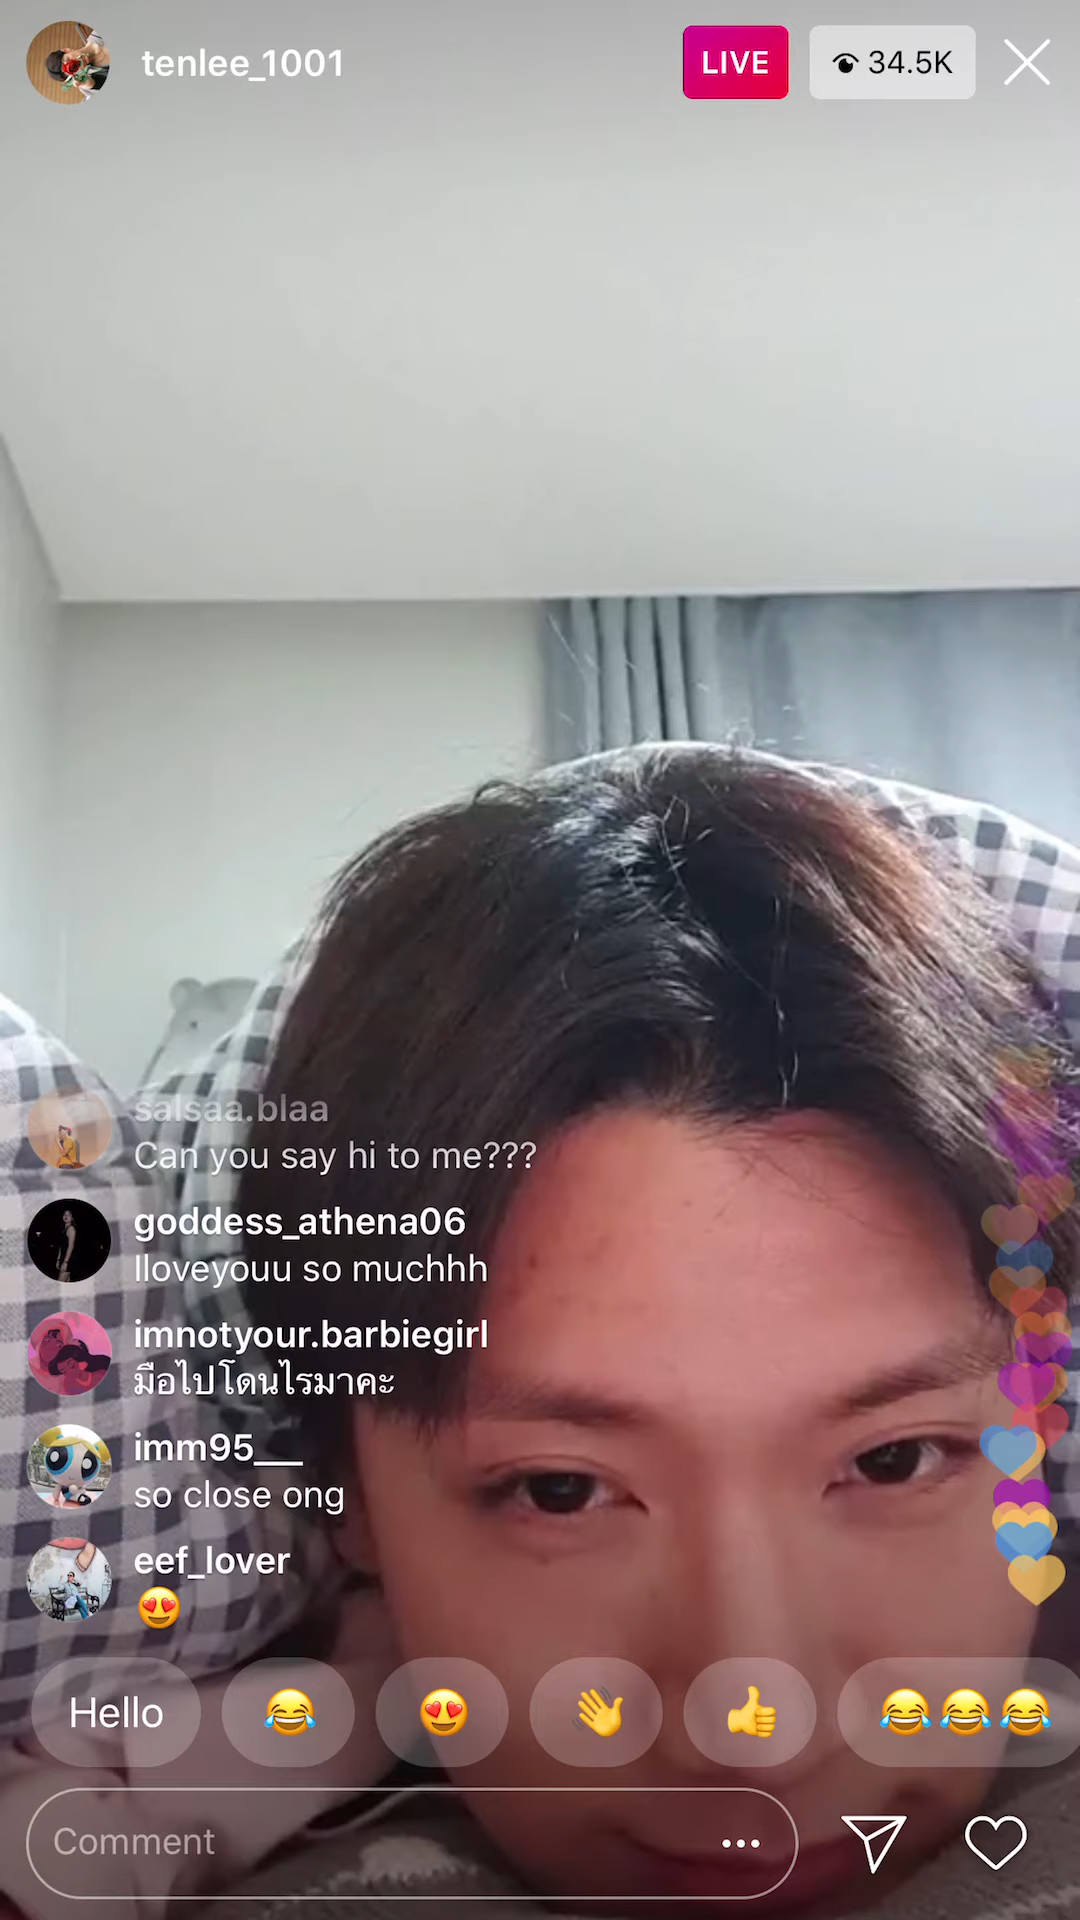 tenlee_1001
LIVE
34.5K
salsaa.blaa
Can you say hi to me???
goddess_athena06
Iloveyouu so muchhh
imnotyour.barbiegirl
มือไปโดนไรมาคะ
imm95__
so close ong
eef_lover
😍
Hello 😂 😍 👋 👍 😂😂😂
Comment